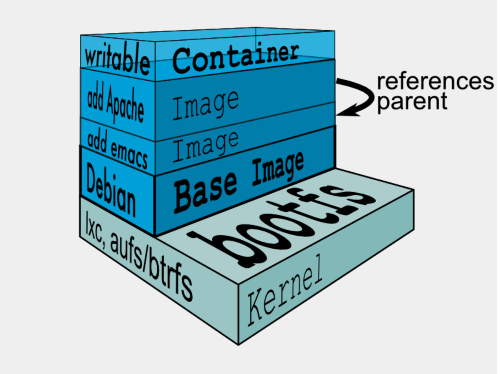 writable Container
add Apache Image
references
parent
add emacs Image
Debian Base Image
bootfs
lxc, aufs/btrfs
Kernel